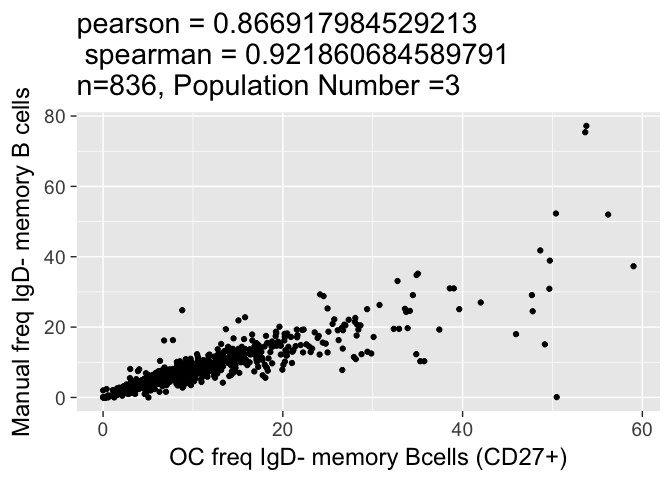 pearson = 0.866917984529213
spearman = 0.921860684589791
n=836, Population Number =3
Manual freq IgD- memory B cells
80
60
40
20
0
0 20 40 60
OC freq IgD- memory Bcells (CD27+)